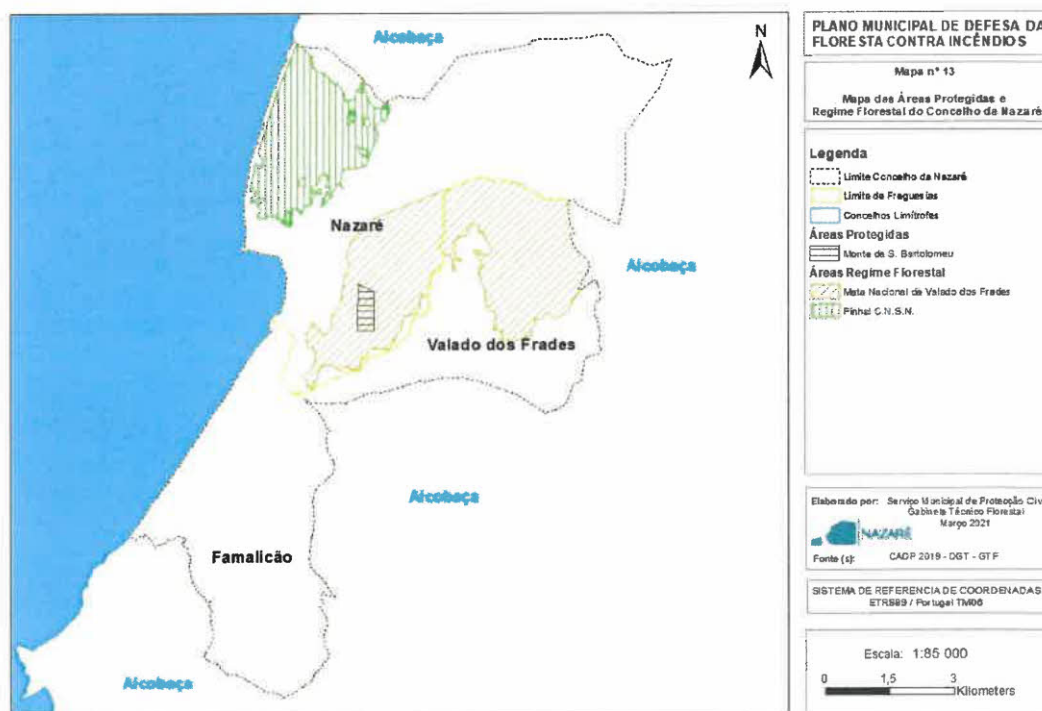 Alcobaça
N
Nazaré
Alcobaça
Valado dos Frades
Alcobaça
Famalicão
Alcobaça
PLANO MUNICIPAL DE DEFESA DA
FLORESTA CONTRA INCÊNDIOS
Mapa nº 13
Mapa das Áreas Protegidas e
Regime Florestal do Concelho da Nazaré
Legenda
Limite Concelho da Nazaré
Limite de Freguesias
Concelhos Limítrofes
Áreas Protegidas
Monte de S. Bartolomeu
Áreas Regime Florestal
Mata Nacional de Valado dos Frades
Pinhal C.N.S.N.
Elaborado por: Serviço Municipal de Protecção Civ
Gabinete Técnico Florestal
Março 2021
NAZARÉ
Fonte (s): CAOP 2019 - DGT - GTF
SISTEMA DE REFERENCIA DE COORDENADAS
ETRS89 / Portugal TM06
Escala: 1:85 000
0 1,5 3
Kilometers